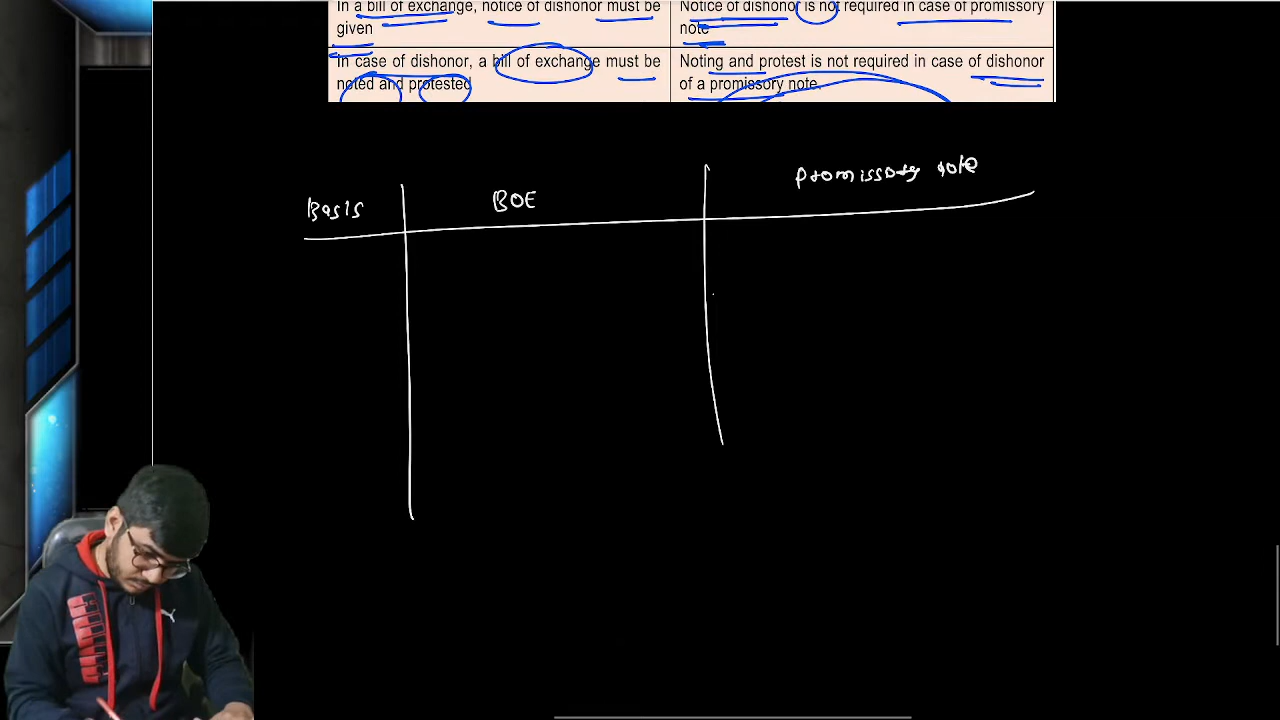 In a bill of exchange, notice of dishonor must be given
Notice of dishonor is not required in case of promissory note
In case of dishonor, a bill of exchange must be noted and protested
Noting and protest is not required in case of dishonor of a promissory note.
Basis
BOE
Promissory note